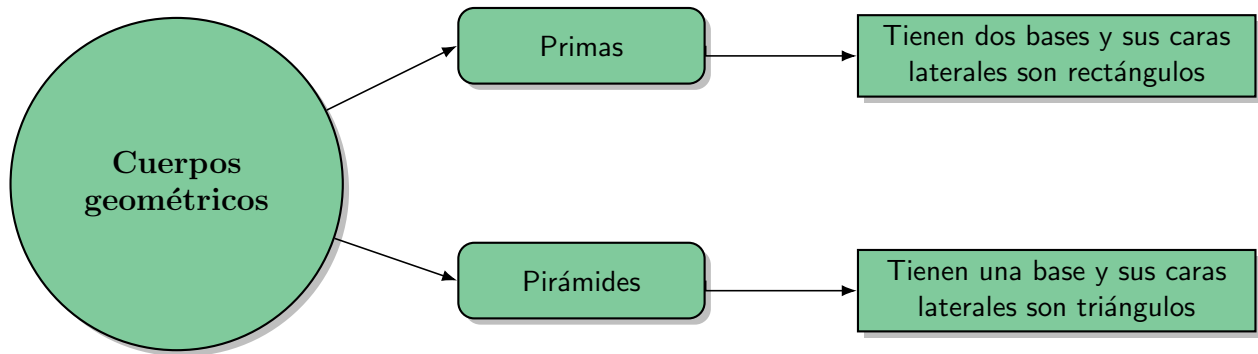 Cuerpos
geométricos
Primas
Tienen dos bases y sus caras
laterales son rectángulos
Pirámides
Tienen una base y sus caras
laterales son triángulos